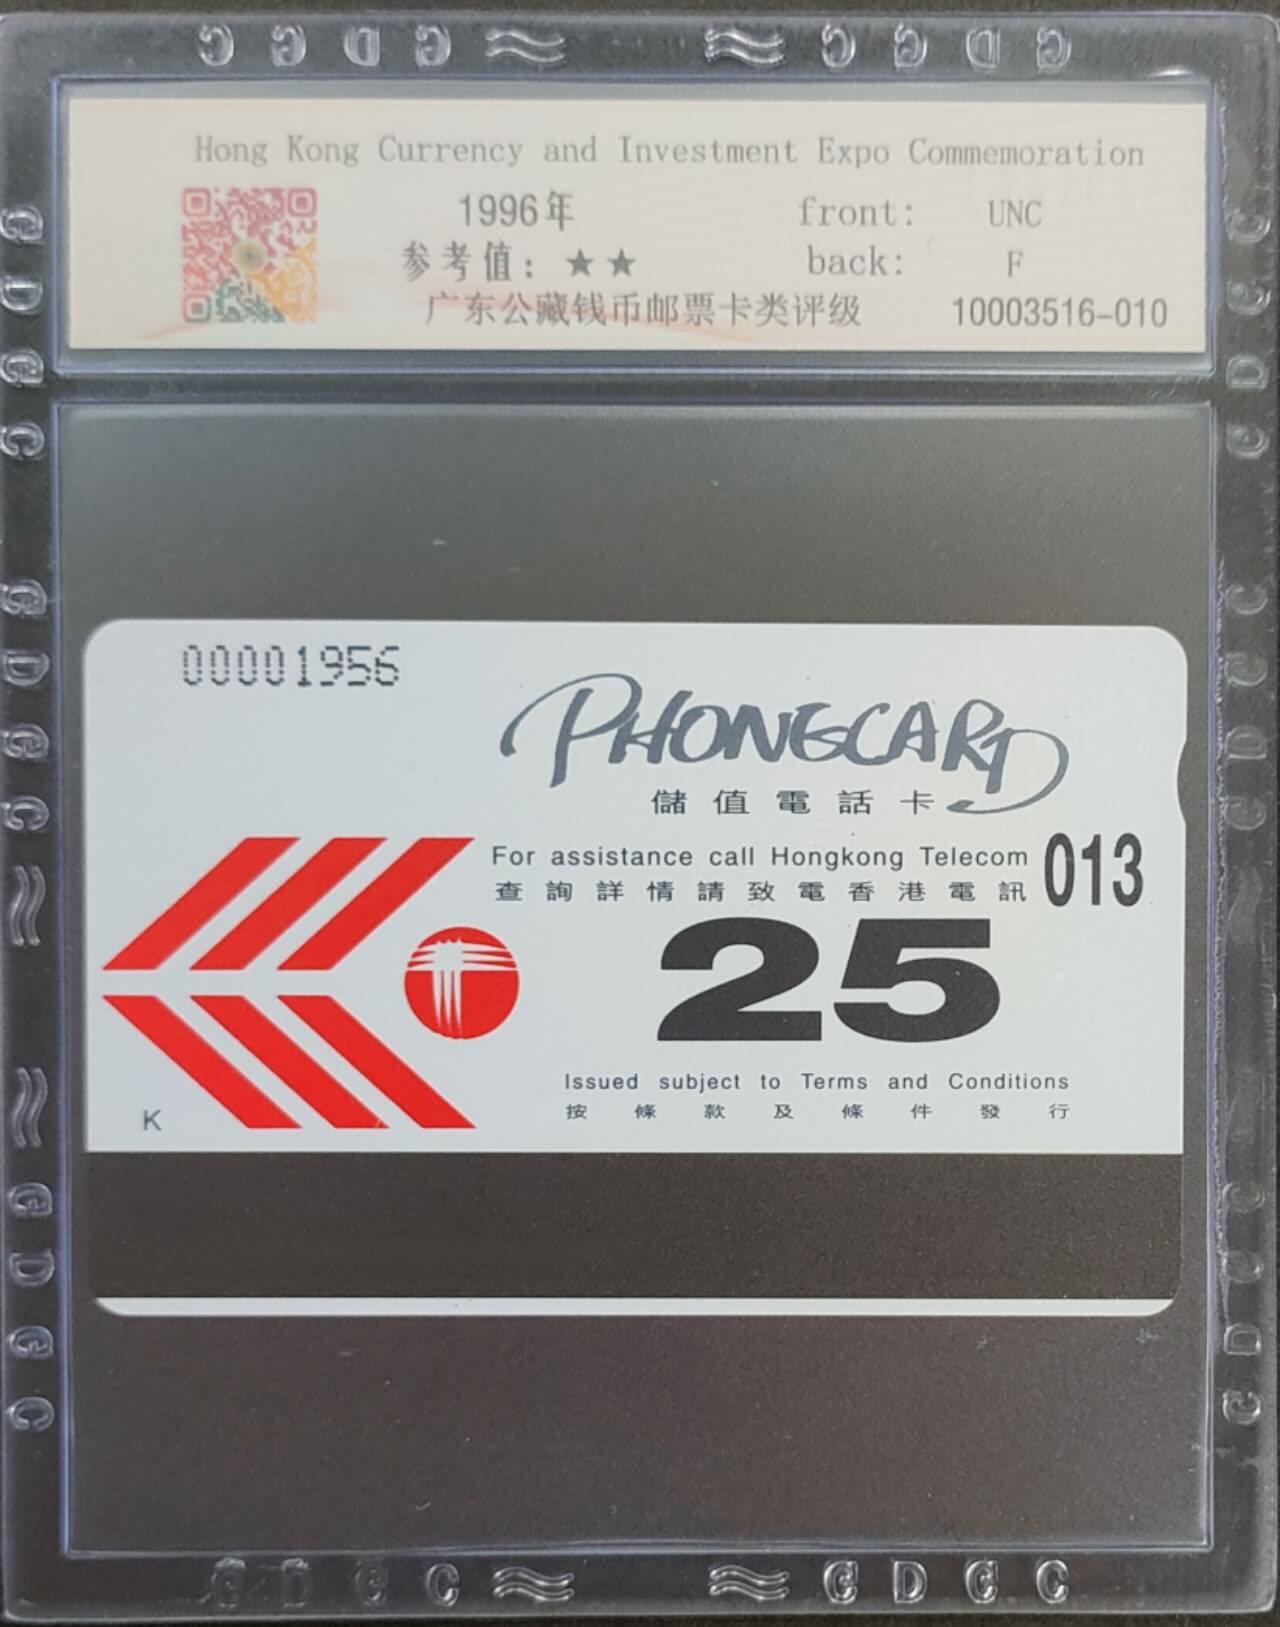 G D G C ≈ ≈ G D G C
Hong Kong Currency and Investment Expo Commemoration
1996年
front: UNC
参考值: ★★
back: F
广东公藏钱币邮票卡类评级
10003516-010
00001956
PHONECARD
儲值電話卡
For assistance call Hongkong Telecom 013
查詢詳情請致電香港電訊
25
Issued subject to Terms and Conditions
按條款及條件發行
K
G D G C ≈ ≈ G D G C